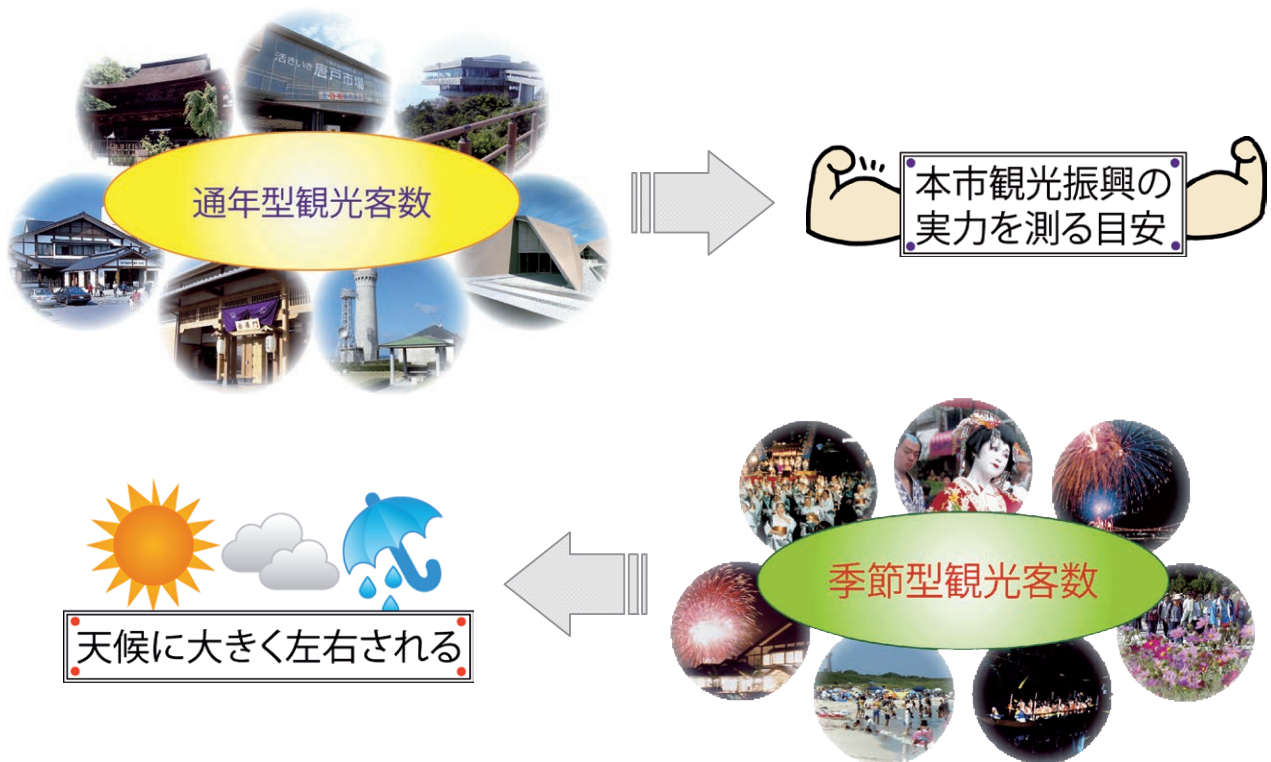 活きいき
唐戸市場
通年型観光客数
本市観光振興の
実力を測る目安
季節型観光客数
天候に大きく左右される